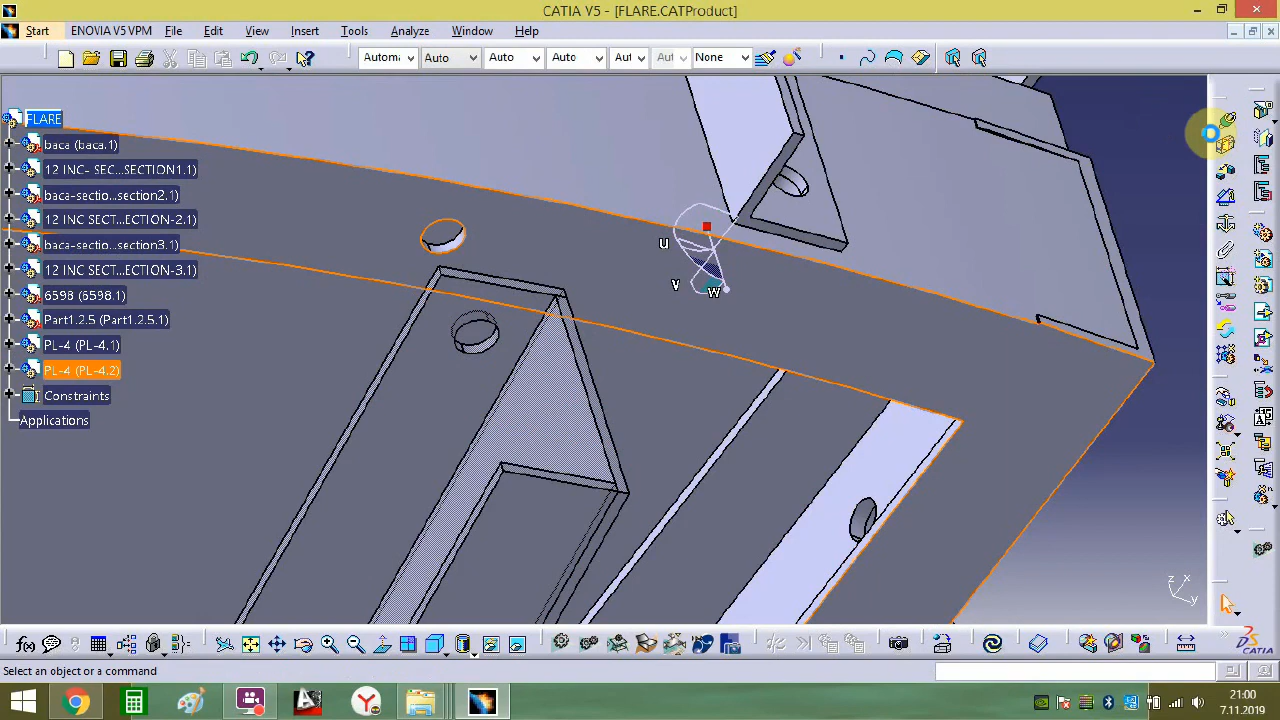 CATIA V5 - [FLARE.CATProduct]
Start ENOVIA V5 VPM File Edit View Insert Tools Analyze Window Help
Automa Auto Auto Auto Aut Aut None
FLARE
baca (baca.1)
12 INC- SEC...SECTION1.1)
baca-sectio...section2.1)
12 INC SECT...ECTION-2.1)
baca-sectio...section3.1)
12 INC SECT...ECTION-3.1)
6598 (6598.1)
Part1.2.5 (Part1.2.5.1)
PL-4 (PL-4.1)
PL-4 (PL-4.2)
Constraints
Applications
u
v w
z x
y
f(x)
DS CATIA
Select an object or a command
21:00
7.11.2019